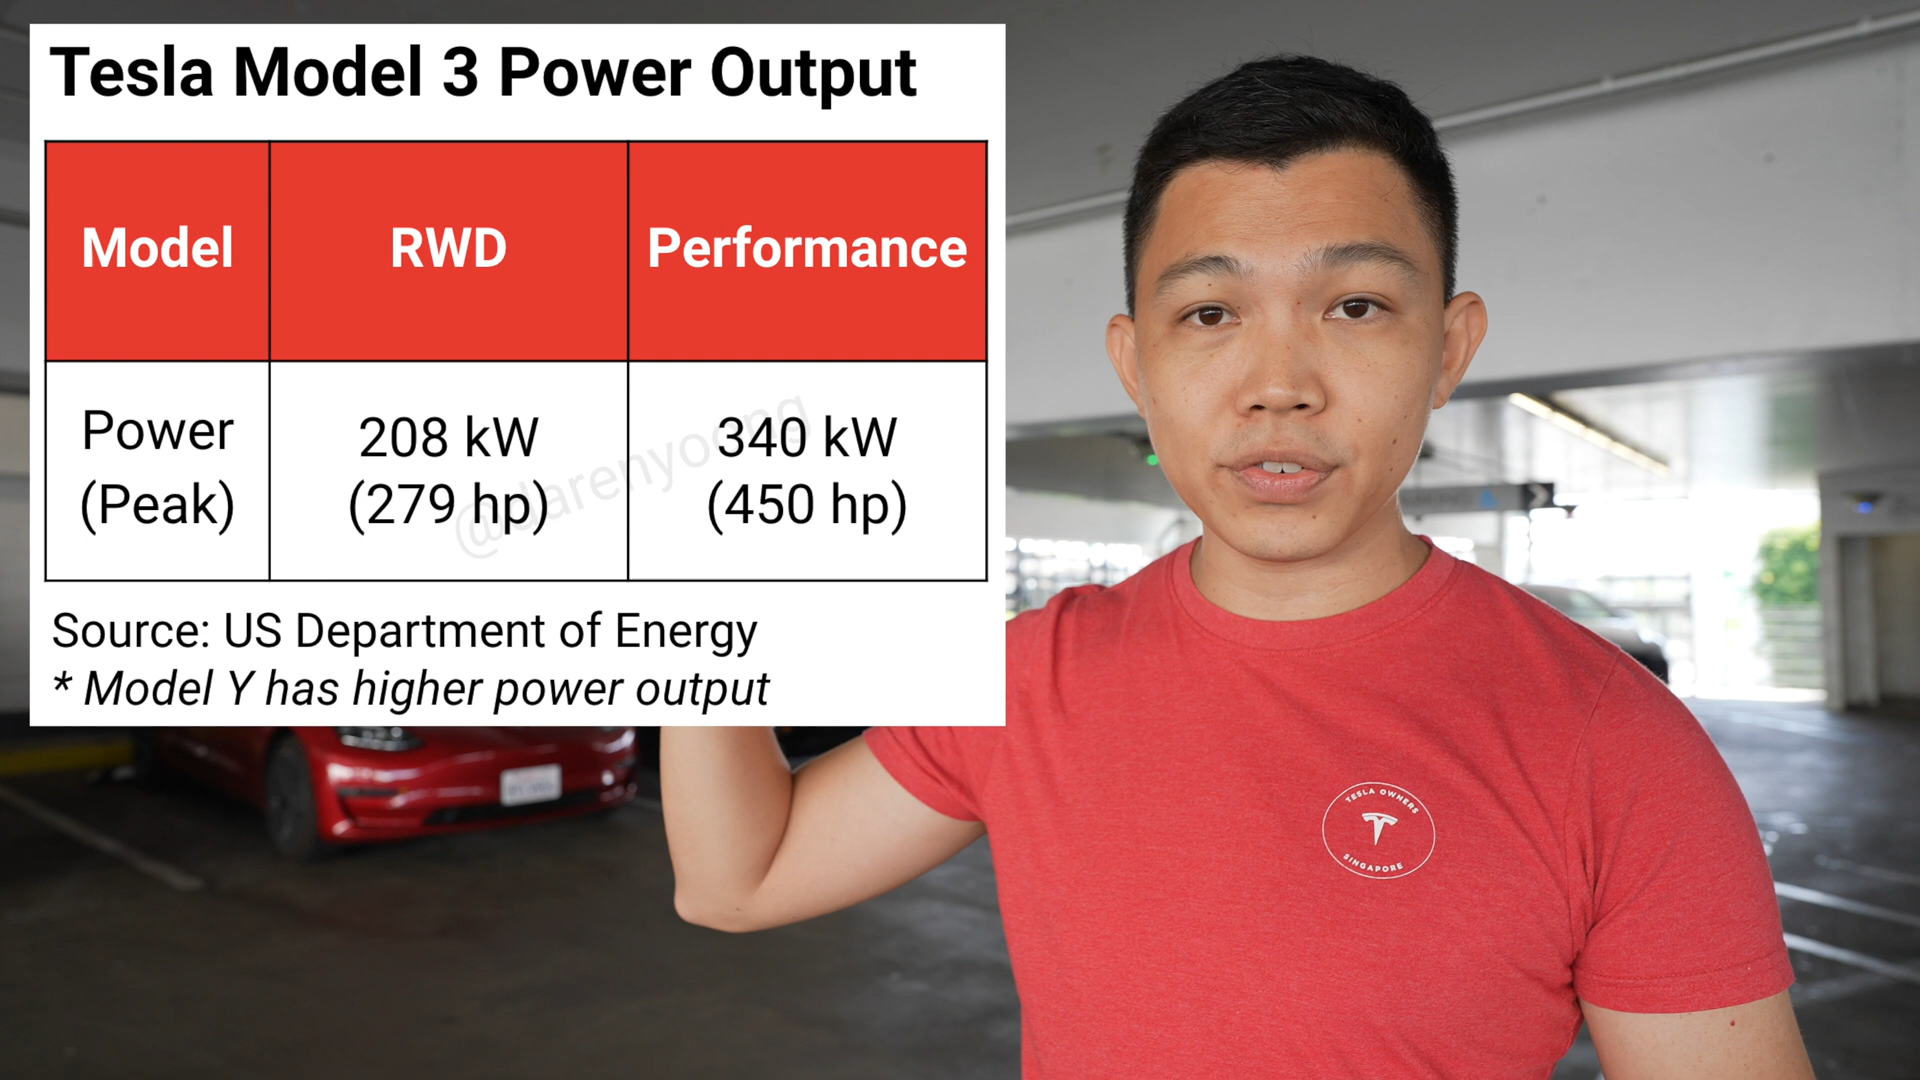 Tesla Model 3 Power Output
Model RWD Performance
Power 208 kW 340 kW
(Peak) (279 hp) (450 hp)
@darenyoong
Source: US Department of Energy
* Model Y has higher power output
TESLA OWNERS
SINGAPORE